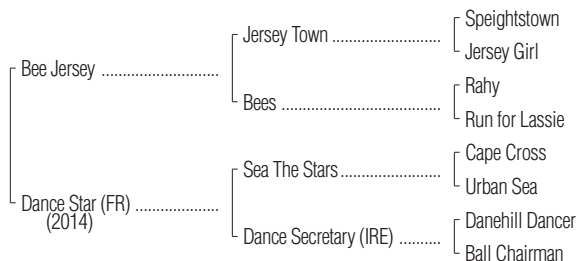 Speightstown
Jersey Town ........................
Jersey Girl
Bee Jersey ..........................
Rahy
Bees ...................................
Run for Lassie
Cape Cross
Sea The Stars ......................
Urban Sea
Dance Star (FR) ..................
(2014)
Danehill Dancer
Dance Secretary (IRE) .........
Ball Chairman